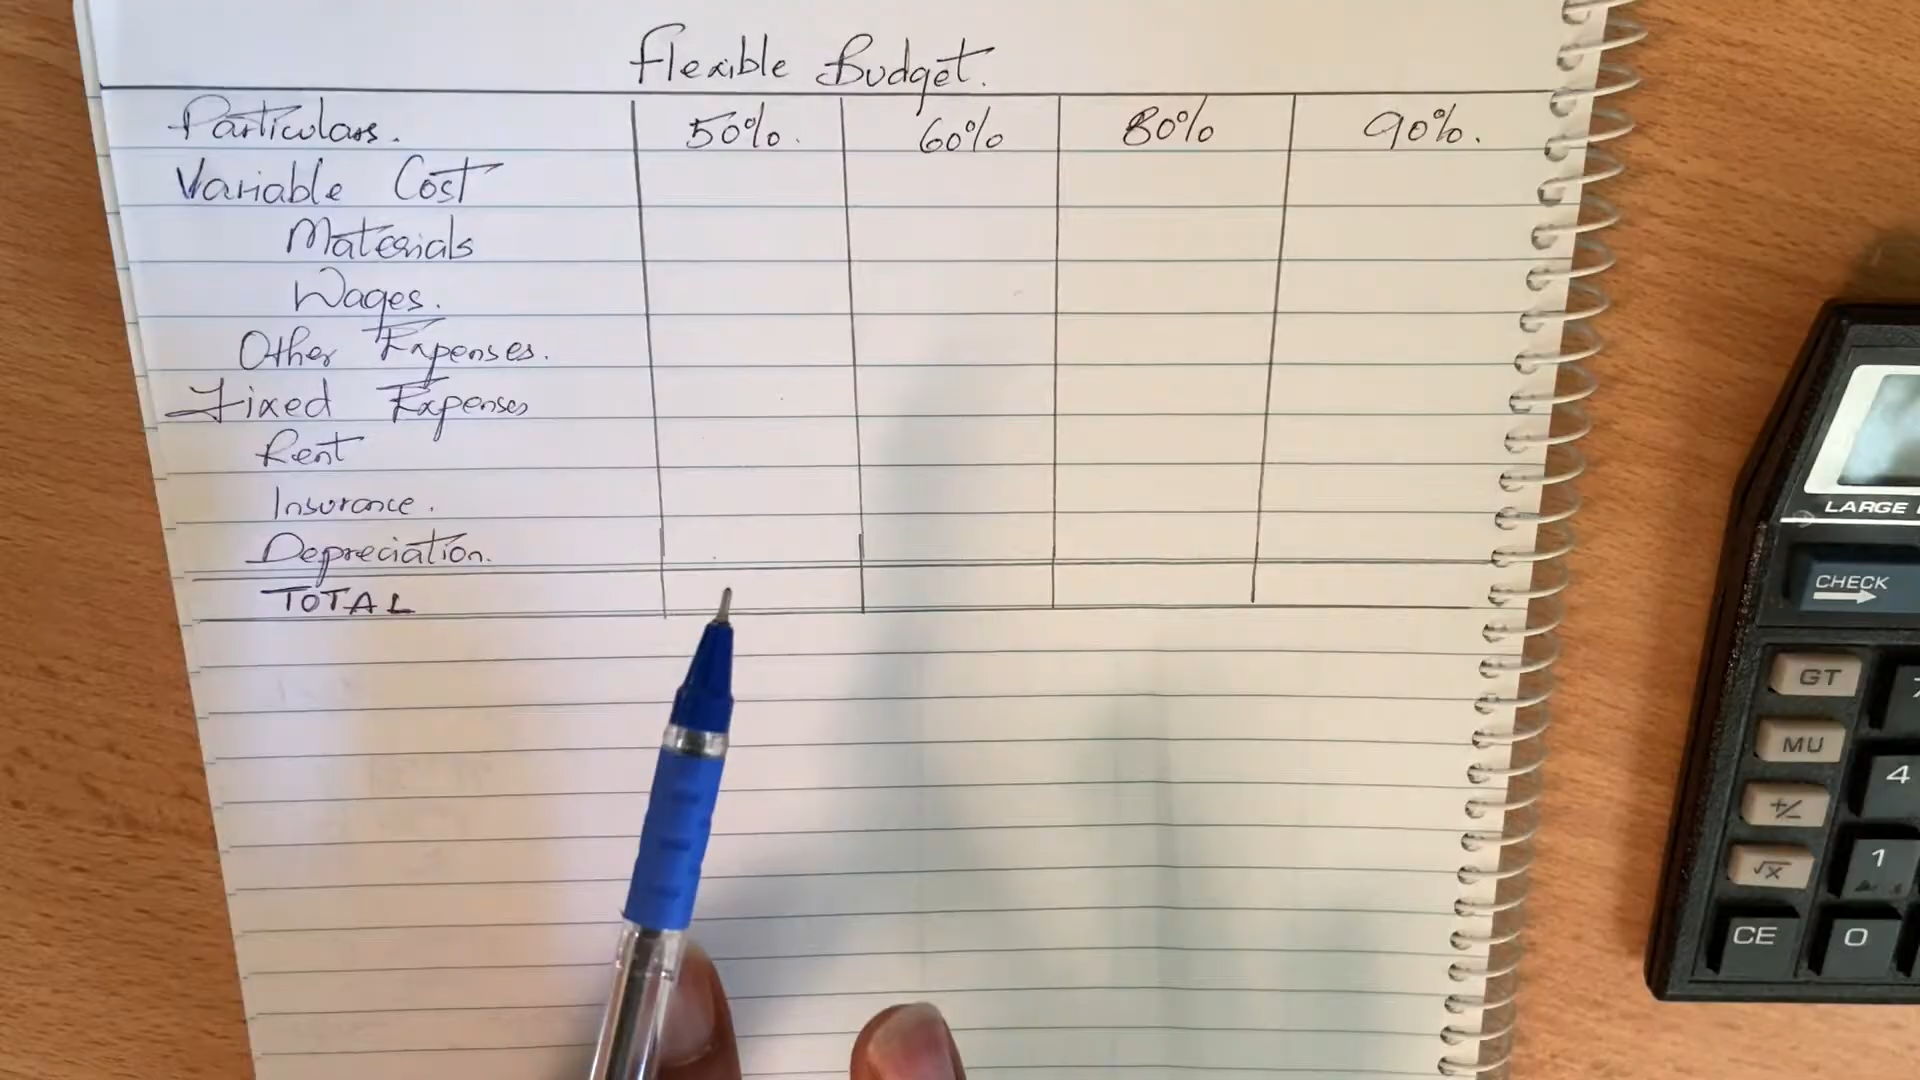 Flexible Budget.
Particulars. 50%. 60% 80% 90%.
Variable Cost
Materials
Wages.
Other Expenses.
Fixed Expenses
Rent
Insurance.
Depreciation.
TOTAL
LARGE
CHECK
GT
MU
4
+/-
√x
1
CE
0